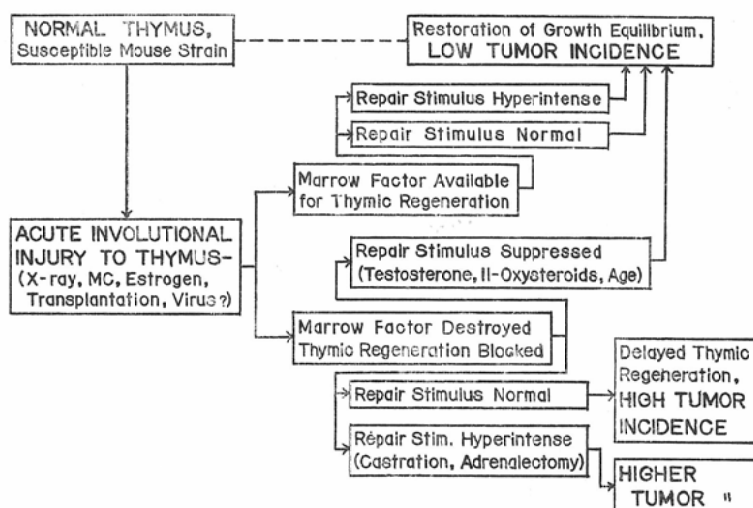 NORMAL THYMUS,
Susceptible Mouse Strain
Restoration of Growth Equilibrium,
LOW TUMOR INCIDENCE
Repair Stimulus Hyperintense
Repair Stimulus Normal
Marrow Factor Available
for Thymic Regeneration
ACUTE INVOLUTIONAL
INJURY TO THYMUS-
(X-ray, MC, Estrogen,
Transplantation, Virus?)
Repair Stimulus Suppressed
(Testosterone, II-Oxysteroids, Age)
Marrow Factor Destroyed
Thymic Regeneration Blocked
Delayed Thymic
Regeneration,
HIGH TUMOR
INCIDENCE
Repair Stimulus Normal
Repair Stim. Hyperintense
(Castration, Adrenalectomy)
HIGHER
TUMOR "